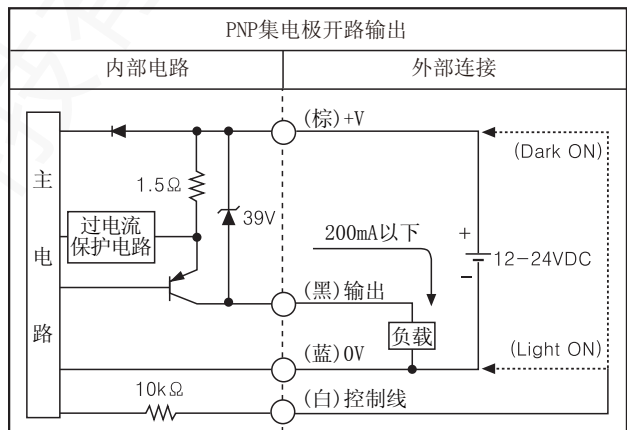 PNP集电极开路输出
内部电路
外部连接
(棕)+V
(Dark ON)
1.5Ω
39V
主电路
过电流
保护电路
200mA以下
+
12-24VDC
-
(黑)输出
负载
(蓝)0V
(Light ON)
10kΩ
(白)控制线